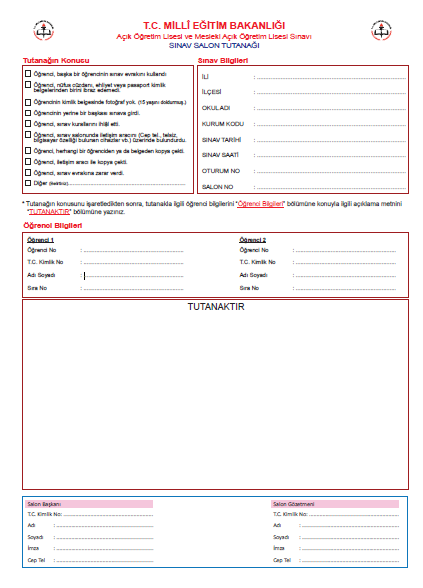 T.C. MİLLÎ EĞİTİM BAKANLIĞI
Açık Öğretim Lisesi ve Mesleki Açık Öğretim Lisesi Sınavı
SINAV SALON TUTANAĞI
Tutanağın Konucu
Öğrenci, başka bir öğrencinin sınav evrakını kullandı
Öğrenci, nüfus cüzdanı, ehliyet veya pasaport kimlik
belgelerinden birini ibraz edemedi.
Öğrencinin kimlik belgesinde fotoğraf yok. (15 yaşını doldurmuş.)
Öğrencinin yerine bir başkası sınava girdi.
Öğrenci, sınav kurallarını ihlal etti.
Öğrenci, sınav salonunda iletişim aracını (Cep tel., telsiz,
bilgisayar özelliği bulunan cihazlar vb.) üzerinde bulundurdu.
Öğrenci, herhangi bir öğrenciden ya da belgeden kopya çekti.
Öğrenci, iletişim aracı ile kopya çekti.
Öğrenci, sınav evrakına zarar verdi.
Diğer (Belirtiniz)
Sınav Bilgileri
İLİ :
İLÇESİ :
OKUL ADI :
KURUM KODU :
SINAV TARİHİ :
SINAV SAATİ :
OTURUM NO :
SALON NO :
* Tutanağın konusunu işaretledikten sonra, tutanakla ilgili öğrenci bilgilerini "Öğrenci Bilgileri" bölümüne konuyla ilgili açıklama metnini
"TUTANAKTIR" bölümüne yazınız.
Öğrenci Bilgileri
Öğrenci 1
Öğrenci No :
T.C. Kimlik No :
Adı Soyadı :
Sıra No :
Öğrenci 2
Öğrenci No :
T.C. Kimlik No :
Adı Soyadı :
Sıra No :
TUTANAKTIR
Salon Başkanı
T.C. Kimlik No:
Adı :
Soyadı :
İmza :
Cep Tel :
Salon Gözetmeni
T.C. Kimlik No:
Adı :
Soyadı :
İmza :
Cep Tel :